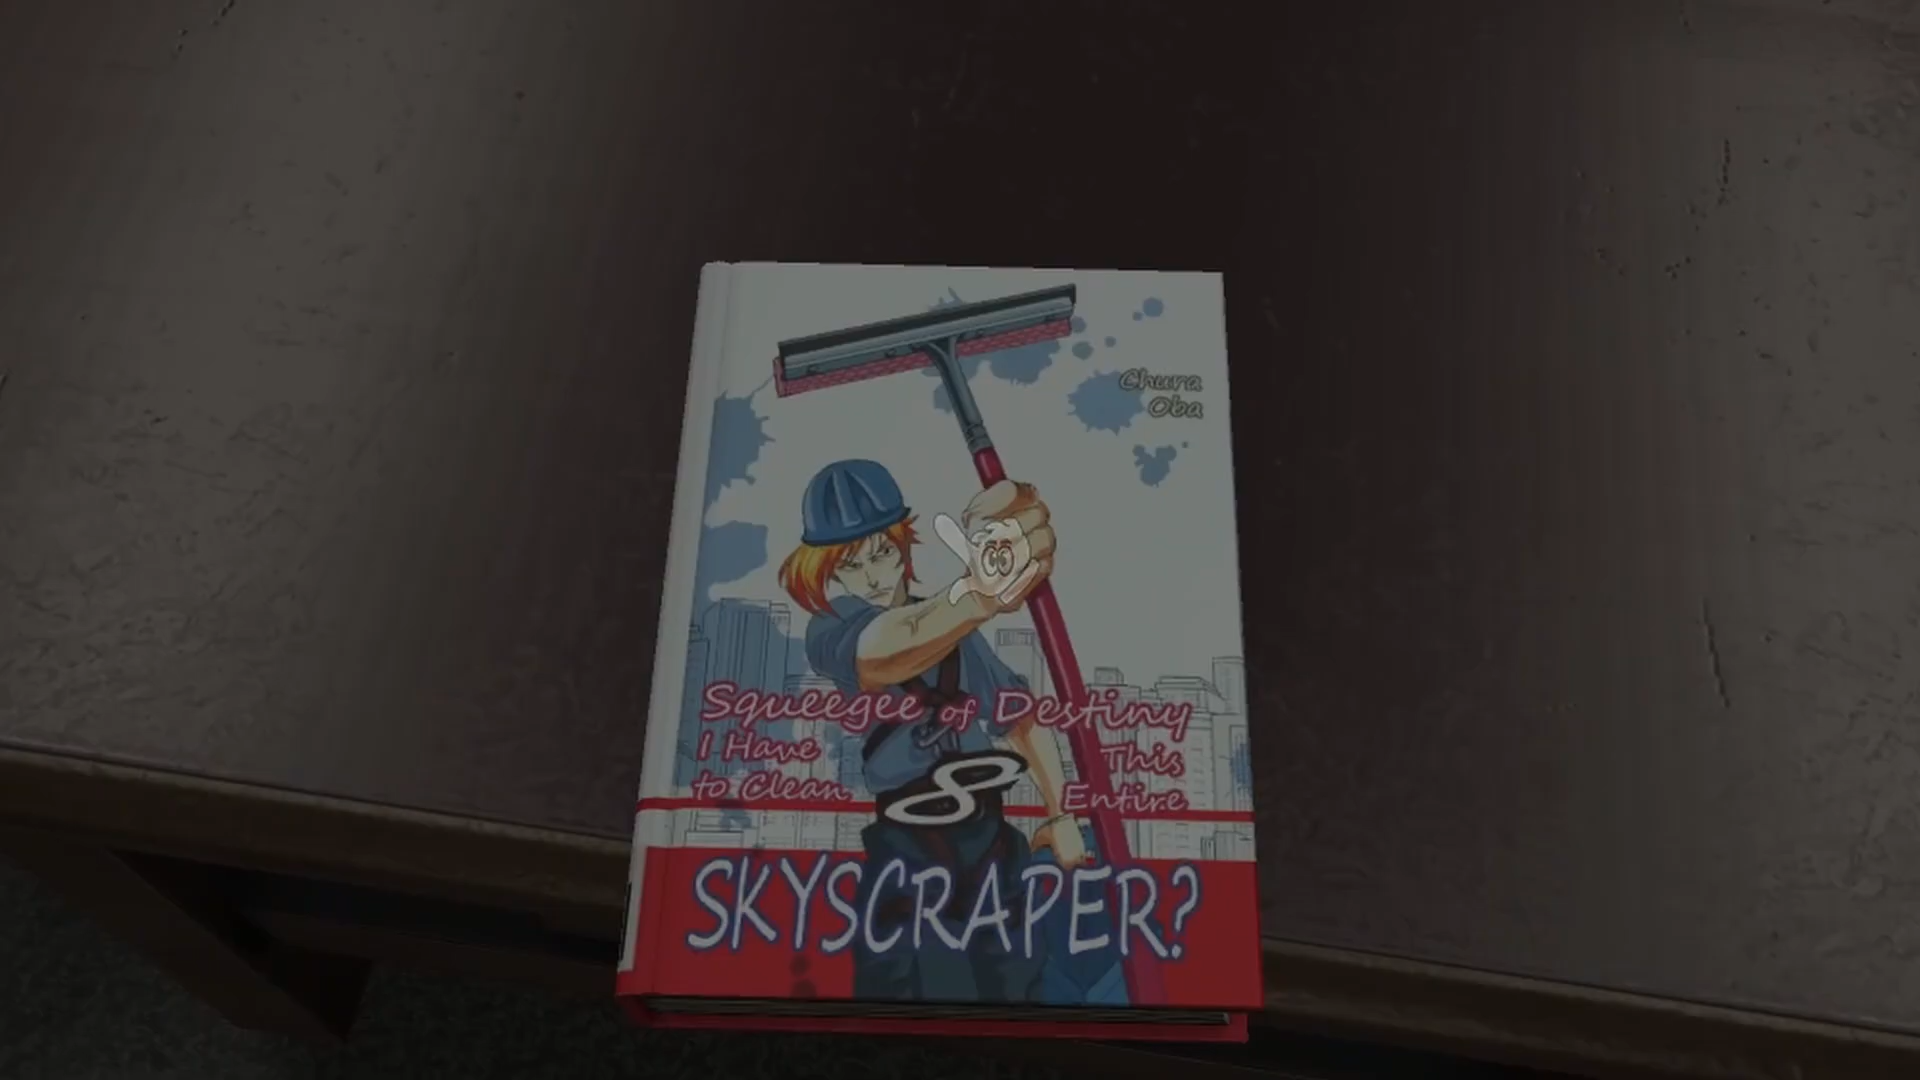 Chura
Oba
Squeegee of Destiny
I Have This
to Clean Entire
8
SKYSCRAPER?